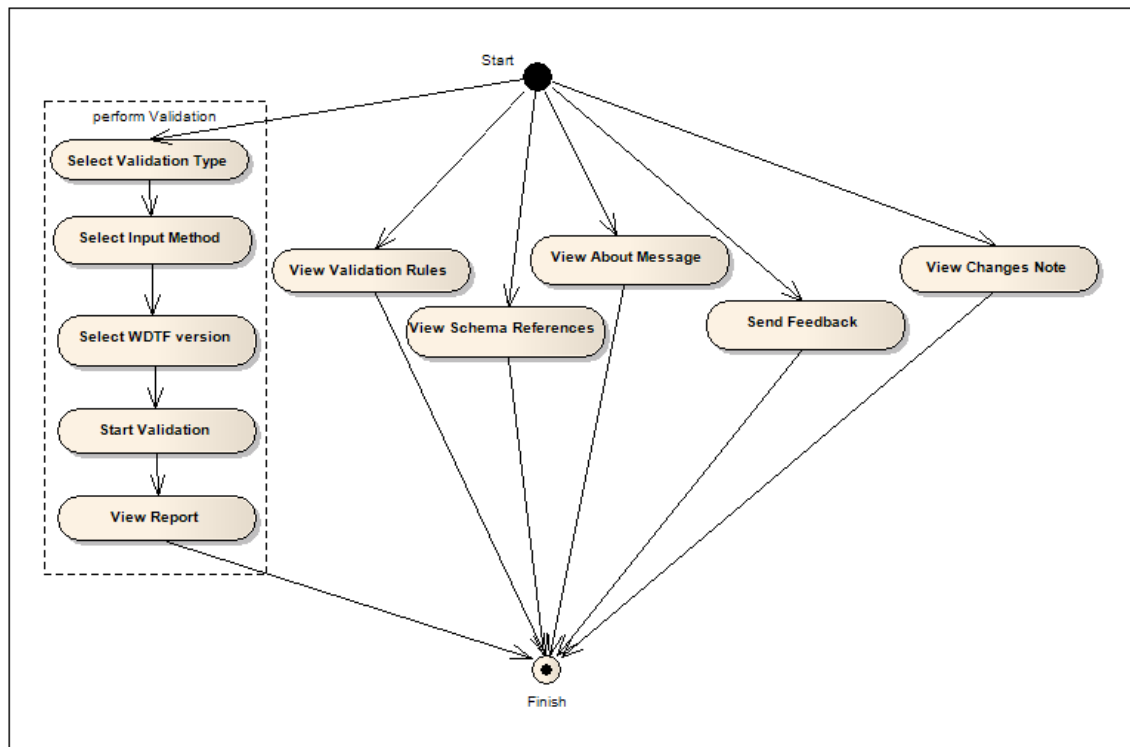 Start
perform Validation
Select Validation Type
Select Input Method
Select WDTF version
Start Validation
View Report
View Validation Rules
View Schema References
View About Message
Send Feedback
View Changes Note
Finish